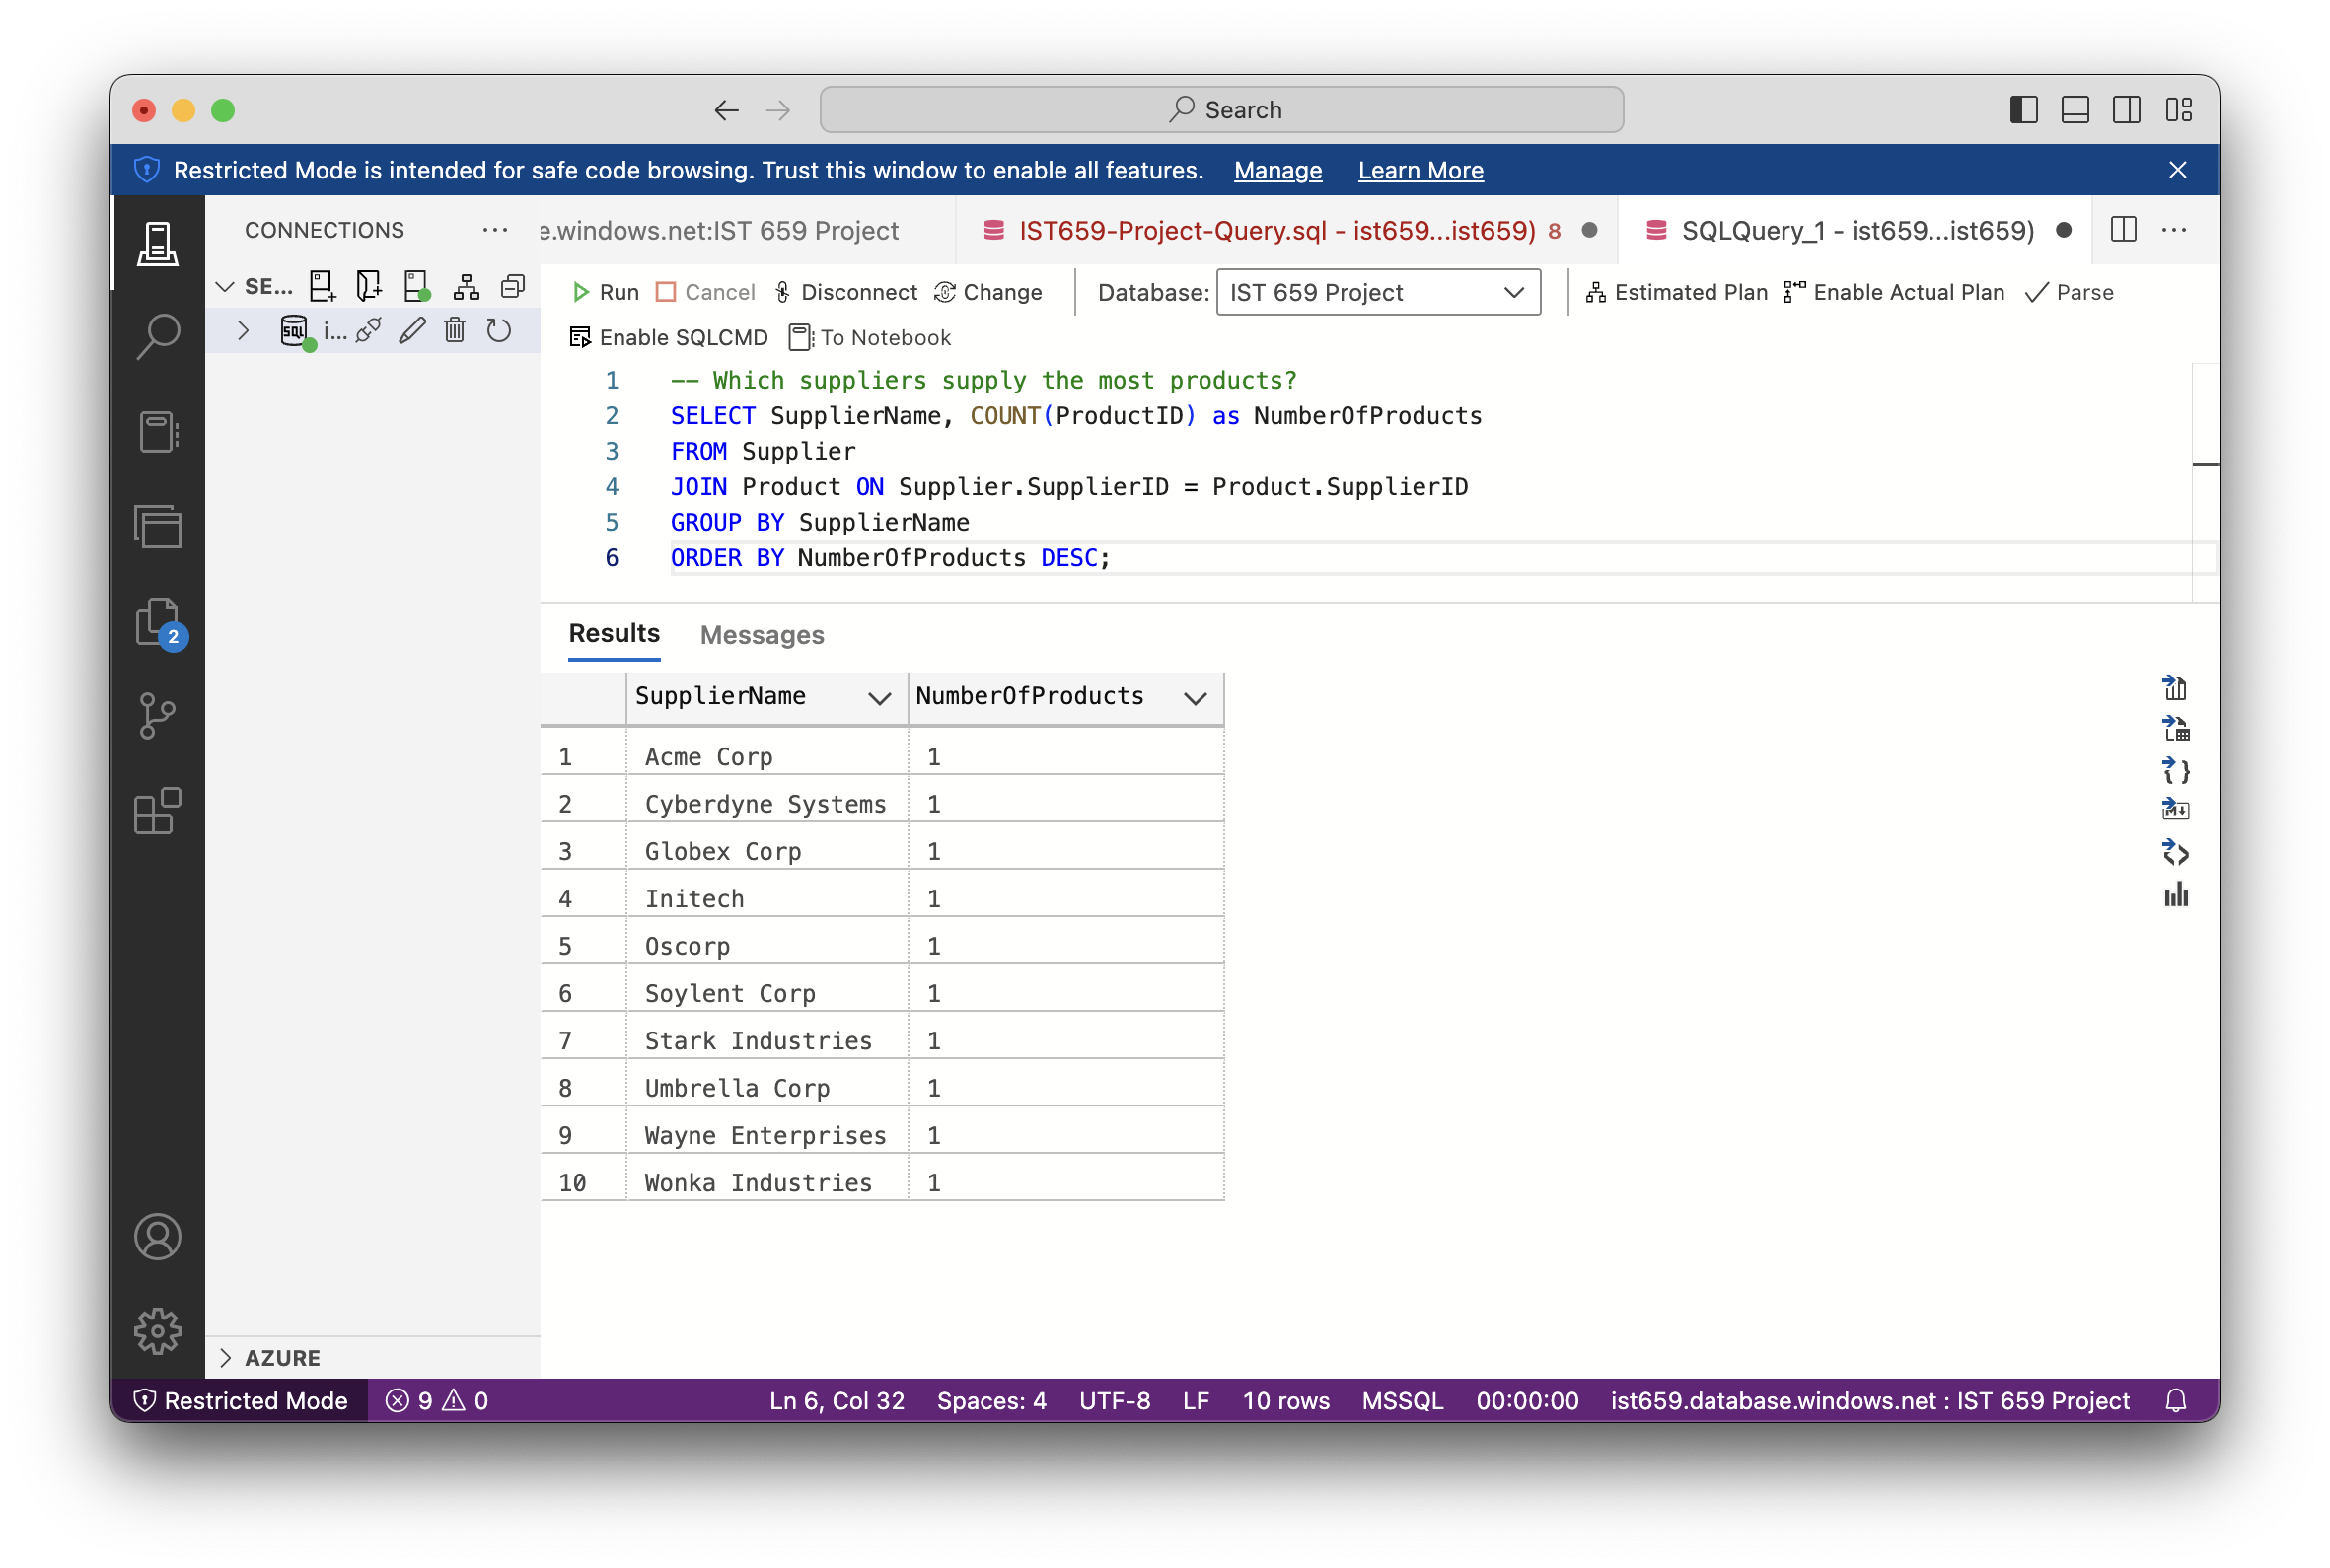 Search
Restricted Mode is intended for safe code browsing. Trust this window to enable all features. Manage Learn More
CONNECTIONS
e.windows.net:IST 659 Project
IST659-Project-Query.sql - ist659...ist659) 8
SQLQuery_1 - ist659...ist659)
SE...
Run Cancel Disconnect Change Database: IST 659 Project Estimated Plan Enable Actual Plan Parse
SQL i...
Enable SQLCMD To Notebook
1 -- Which suppliers supply the most products?
2 SELECT SupplierName, COUNT(ProductID) as NumberOfProducts
3 FROM Supplier
4 JOIN Product ON Supplier.SupplierID = Product.SupplierID
5 GROUP BY SupplierName
6 ORDER BY NumberOfProducts DESC;
2
Results Messages
SupplierName NumberOfProducts
1 Acme Corp 1
2 Cyberdyne Systems 1
3 Globex Corp 1
4 Initech 1
5 Oscorp 1
6 Soylent Corp 1
7 Stark Industries 1
8 Umbrella Corp 1
9 Wayne Enterprises 1
10 Wonka Industries 1
AZURE
Restricted Mode 9 0 Ln 6, Col 32 Spaces: 4 UTF-8 LF 10 rows MSSQL 00:00:00 ist659.database.windows.net : IST 659 Project